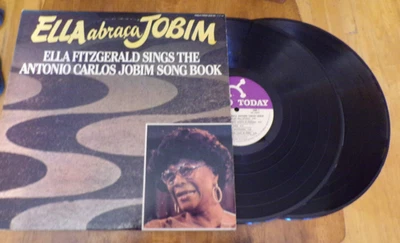 ELLA abraça JOBIM
ELLA FITZGERALD SINGS THE
ANTONIO CARLOS JOBIM SONG BOOK
TODAY